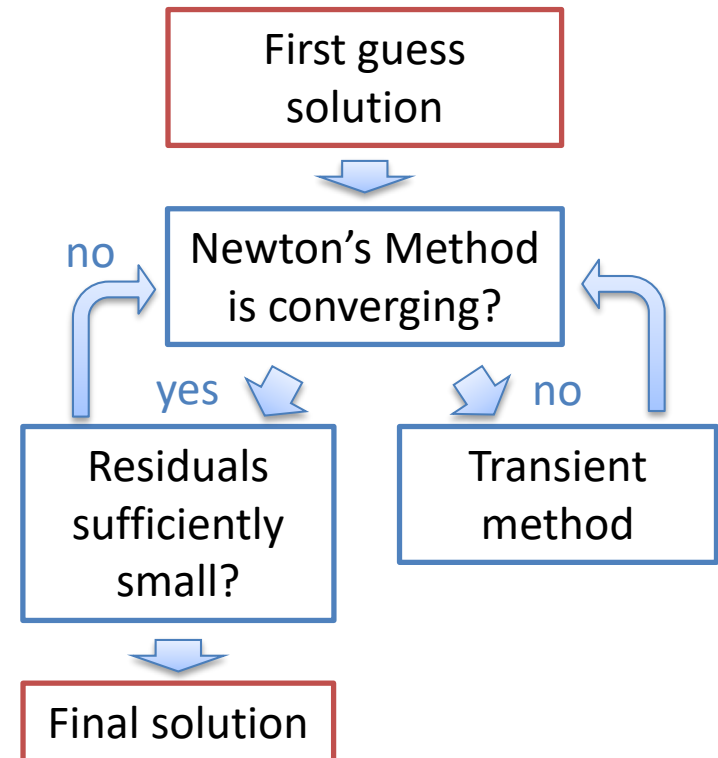 First guess
solution
no
Newton's Method
is converging?
yes
no
Residuals
sufficiently
small?
Transient
method
Final solution